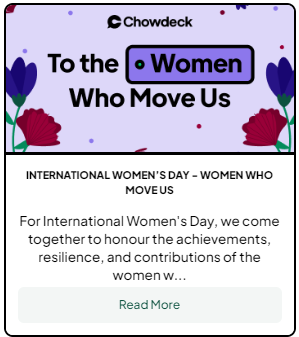 Chowdeck
To the Women
Who Move Us
INTERNATIONAL WOMEN'S DAY – WOMEN WHO
MOVE US
For International Women's Day, we come
together to honour the achievements,
resilience, and contributions of the
women w...
Read More